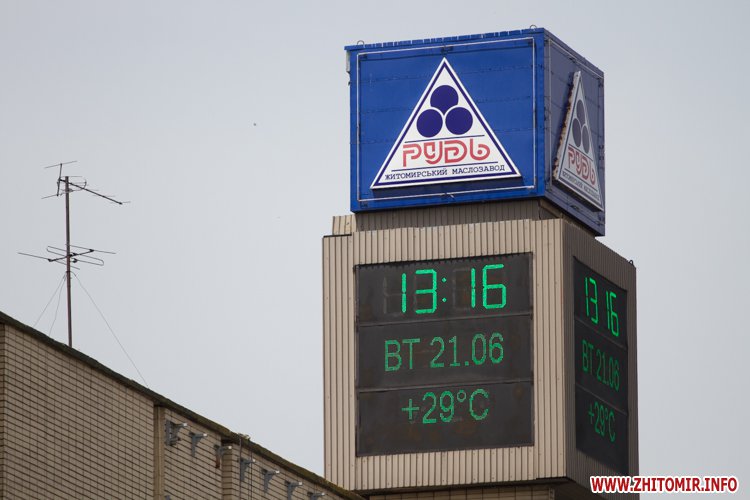 РУДЬ
ЖИТОМИРСЬКИЙ МАСЛОЗАВОД
13:16
ВТ 21.06
+29°C
РУДЬ
13 16
ВТ 21.06
+29°C
WWW.ZHITOMIR.INFO